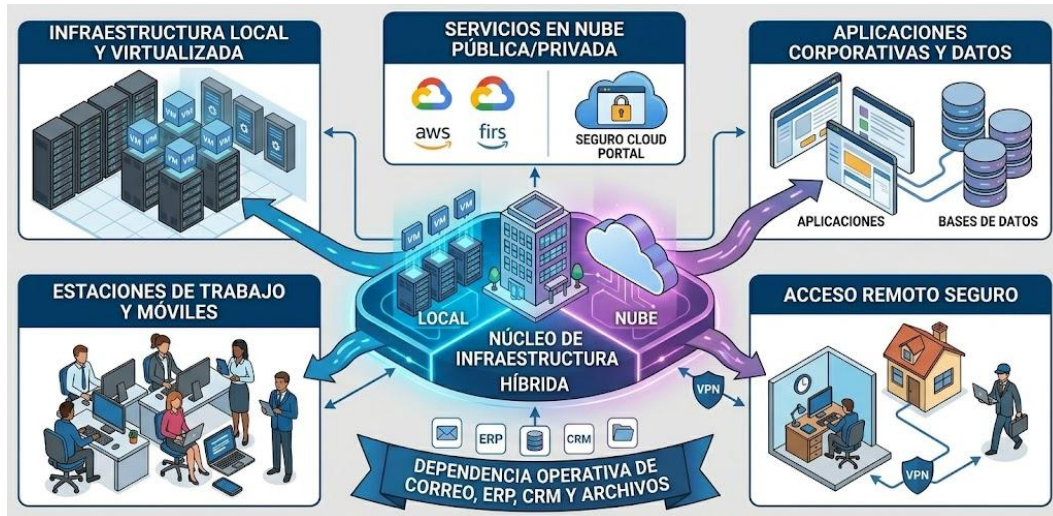 INFRAESTRUCTURA LOCAL
Y VIRTUALIZADA
VM
VM
VM
VM
VM
SERVICIOS EN NUBE
PÚBLICA/PRIVADA
aws
firs
SEGURO CLOUD
PORTAL
APLICACIONES
CORPORATIVAS Y DATOS
APLICACIONES
BASES DE DATOS
VM
VM
VM
LOCAL
NUBE
NÚCLEO DE
INFRAESTRUCTURA
HÍBRIDA
ESTACIONES DE TRABAJO
Y MÓVILES
ERP
CRM
DEPENDENCIA OPERATIVA DE
CORREO, ERP, CRM Y ARCHIVOS
VPN
ACCESO REMOTO SEGURO
VPN